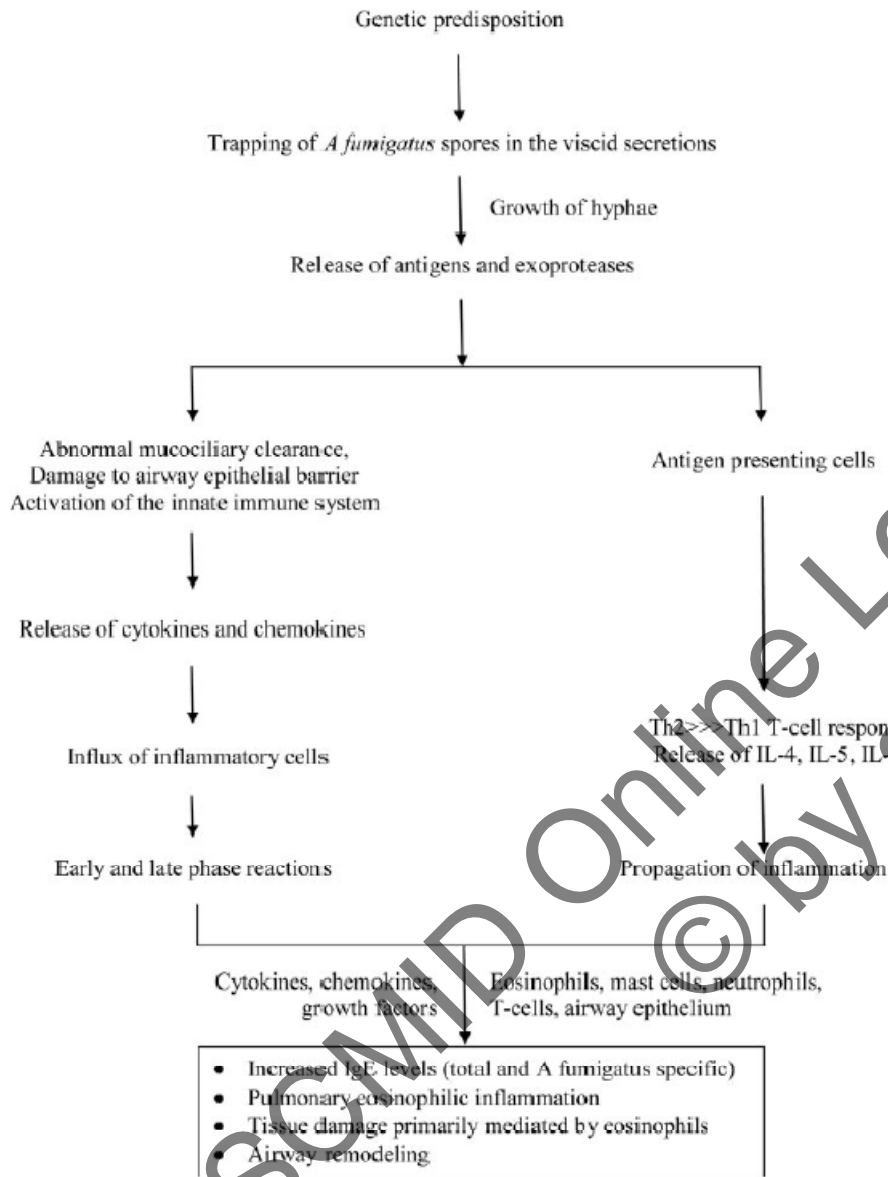 Genetic predisposition
Trapping of A fumigatus spores in the viscid secretions
Growth of hyphae
Release of antigens and exoproteases
Abnormal mucociliary clearance,
Damage to airway epithelial barrier
Activation of the innate immune system
Release of cytokines and chemokines
Influx of inflammatory cells
Early and late phase reactions
Antigen presenting cells
Th2>>>Th1 T-cell respon
Release of IL-4, IL-5, IL-
Propagation of inflammation
Cytokines, chemokines,
growth factors
Eosinophils, mast cells, neutrophils,
T-cells, airway epithelium
• Increased IgE levels (total and A fumigatus specific)
• Pulmonary eosinophilic inflammation
• Tissue damage primarily mediated by eosinophils
• Airway remodeling
SCMID Online Le
© by